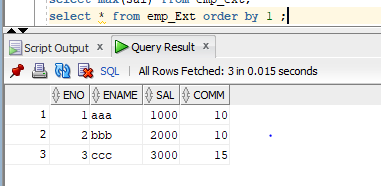 select max(sal) from emp_ext;
select * from emp_Ext order by 1 ;
Script Output × Query Result ×
SQL | All Rows Fetched: 3 in 0.015 seconds
ENO ENAME SAL COMM
1 1 aaa 1000 10
2 2 bbb 2000 10
3 3 ccc 3000 15